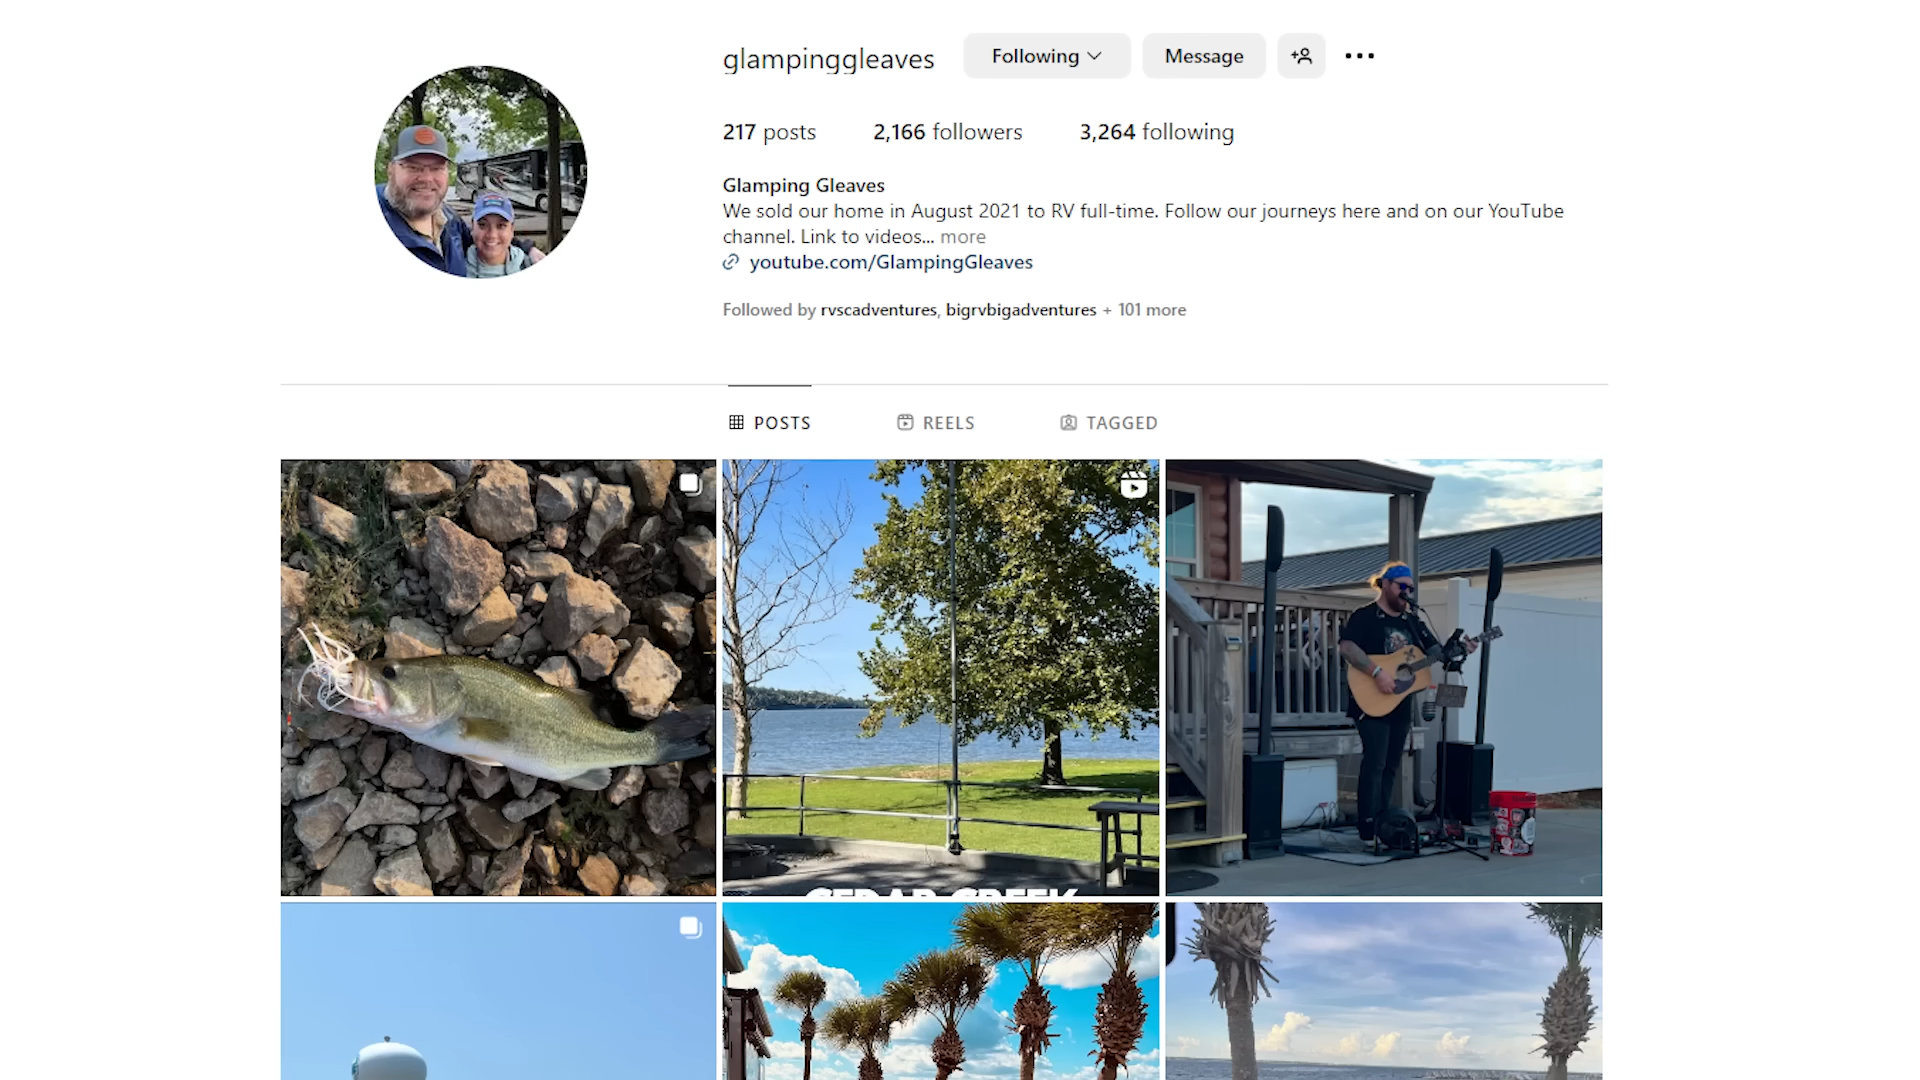 glampinggleaves Following Message
217 posts 2,166 followers 3,264 following
Glamping Gleaves
We sold our home in August 2021 to RV full-time. Follow our journeys here and on our YouTube
channel. Link to videos... more
youtube.com/GlampingGleaves
Followed by rvscadventures, bigrvbigadventures + 101 more
POSTS REELS TAGGED
CEDAR CREEK